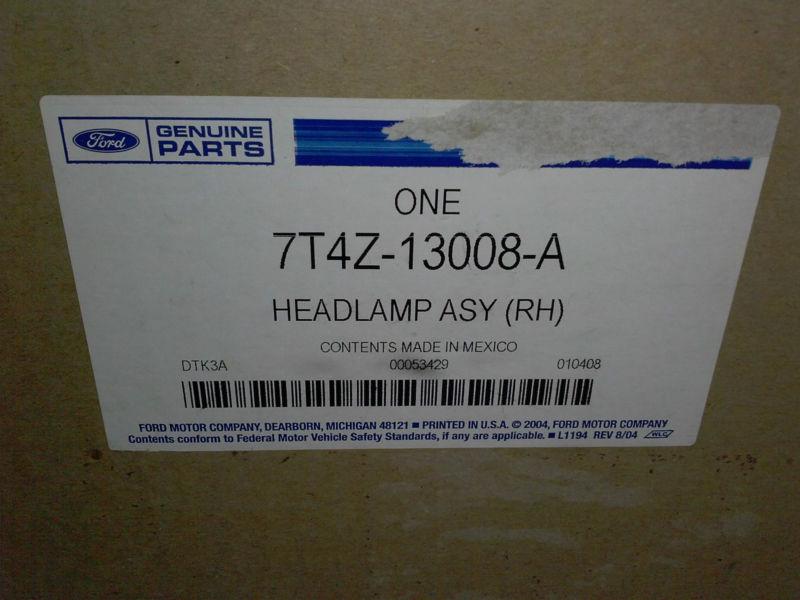 Ford GENUINE PARTS
ONE
7T4Z-13008-A
HEADLAMP ASY (RH)
CONTENTS MADE IN MEXICO
DTK3A 00053429 010408
FORD MOTOR COMPANY, DEARBORN, MICHIGAN 48121 ■ PRINTED IN U.S.A. © 2004, FORD MOTOR COMPANY
Contents conform to Federal Motor Vehicle Safety Standards, if any are applicable. ■ L1194 REV 8/04 WLC